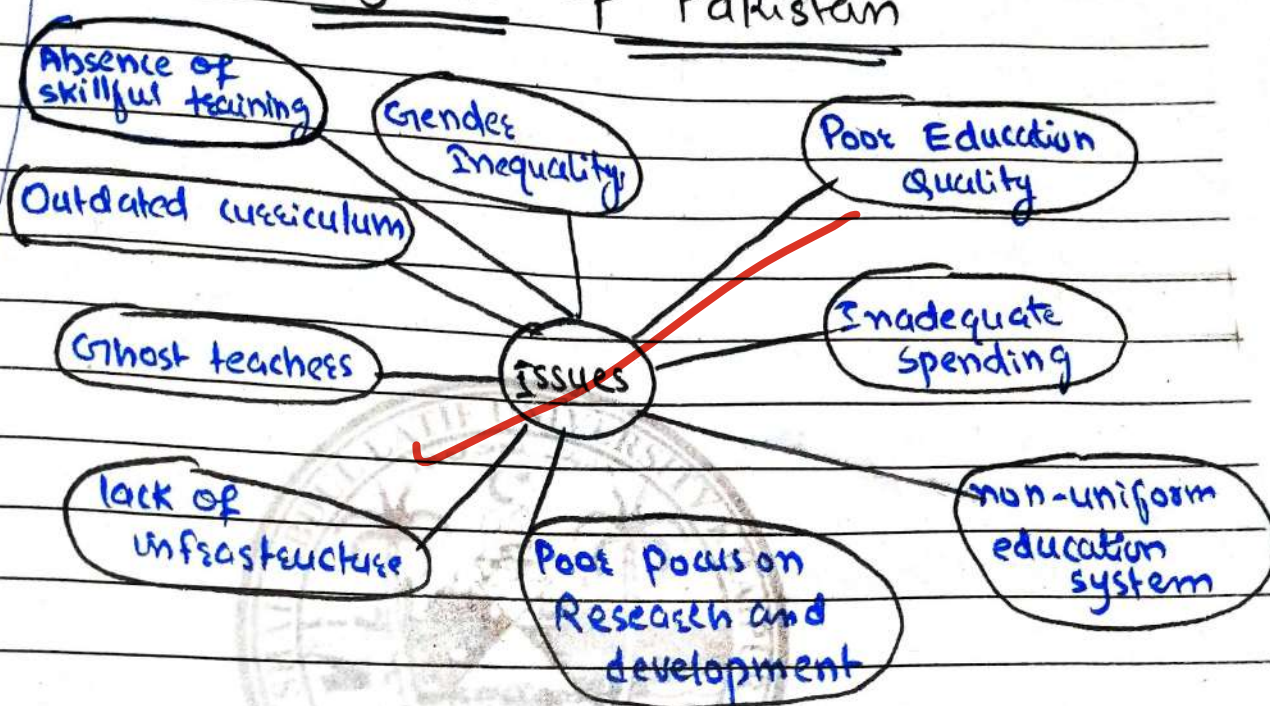 Pakistan
Absence of
skillful training
Gender
Inequality
Poor Education
Quality
Outdated curriculum
Inadequate
spending
Ghost teachers
Issues
lack of
infrastructure
Poor Focus on
Research and
development
non-uniform
education
system